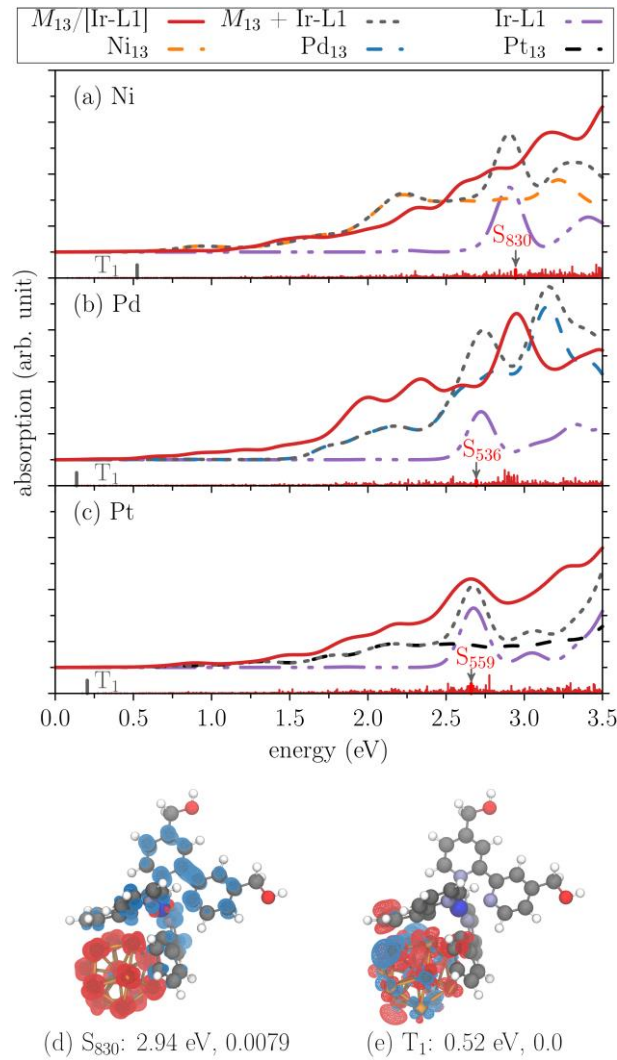 M₁₃/[Ir-L1] M₁₃ + Ir-L1 Ir-L1
Ni₁₃ Pd₁₃ Pt₁₃
(a) Ni
S₈₃₀
T₁
(b) Pd
S₅₃₆
T₁
(c) Pt
S₅₅₉
T₁
absorption (arb. unit)
0.0 0.5 1.0 1.5 2.0 2.5 3.0 3.5
energy (eV)
(d) S₈₃₀: 2.94 eV, 0.0079 (e) T₁: 0.52 eV, 0.0